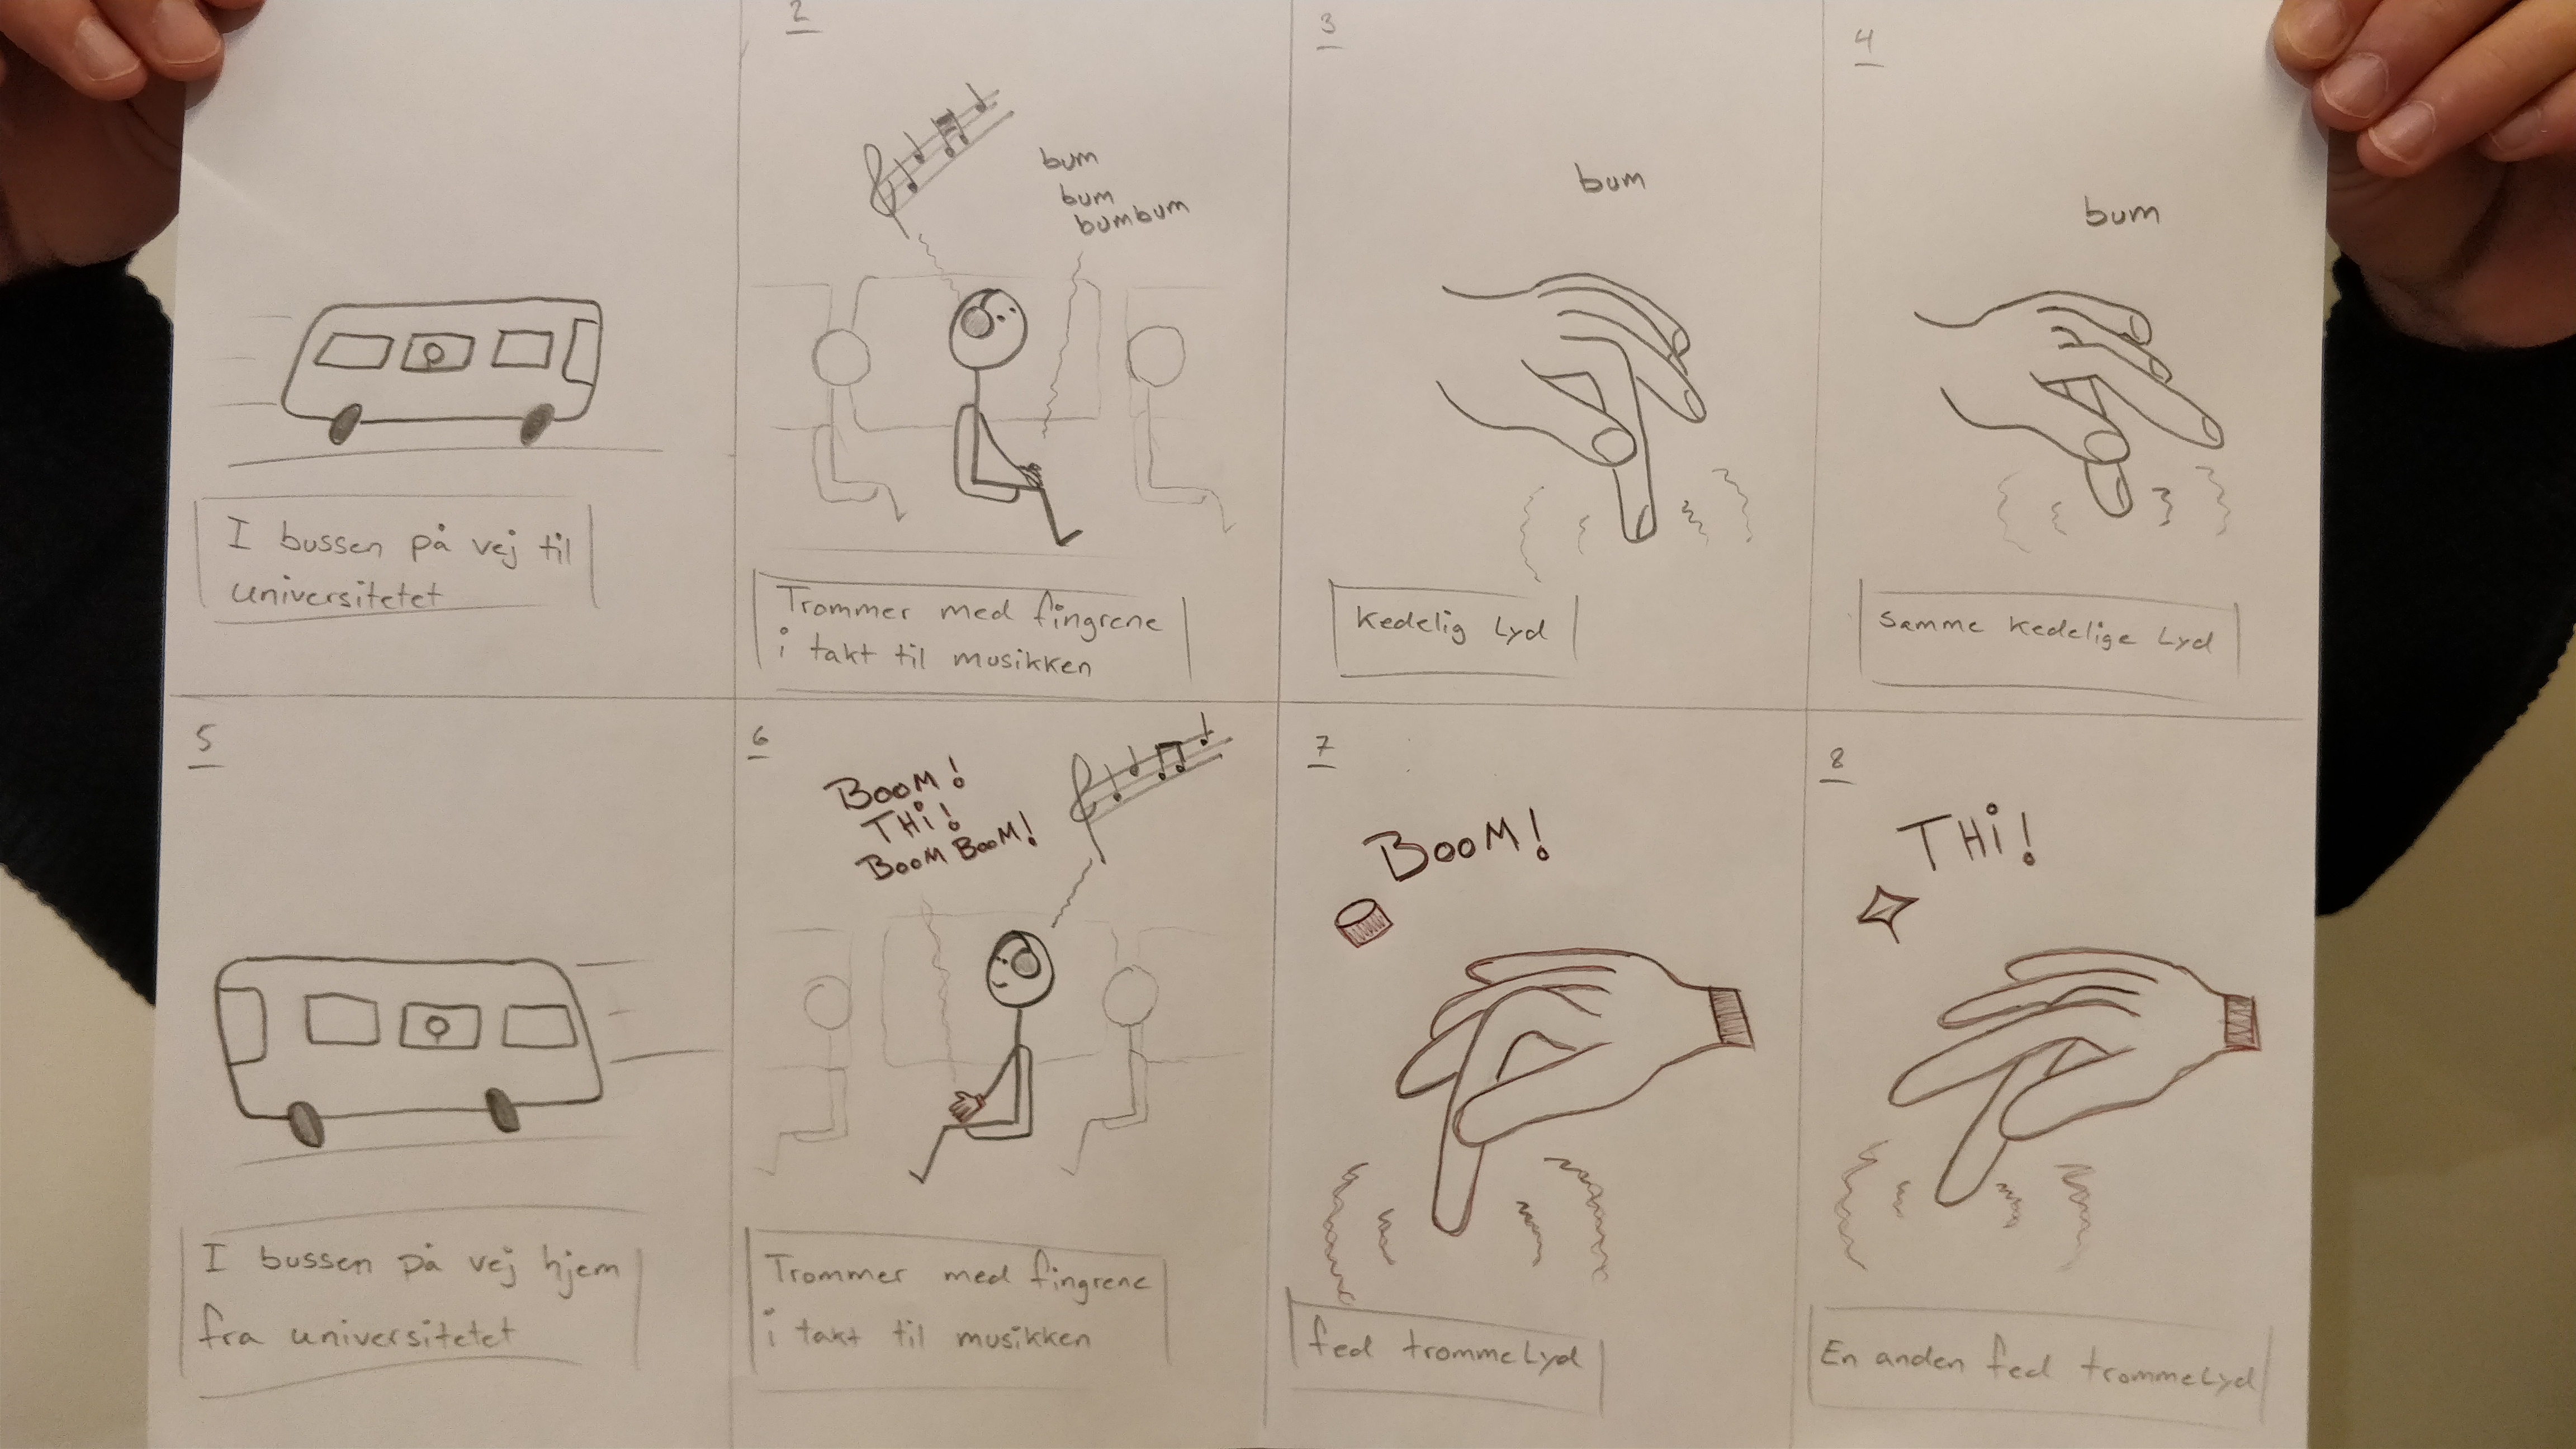 I bussen på vej til
universitetet
2
bum
bum
bumbum
Trommer med fingrene
i takt til musikken
3
bum
Kedelig Lyd
4
bum
Samme Kedelige Lyd
5
I bussen på vej hjem
fra universitetet
6
BOOM!
THi!
BOOM BOOM!
Trommer med fingrene
i takt til musikken
7
BOOM!
fed trommeLyd
8
THi!
En anden fed trommeLyd